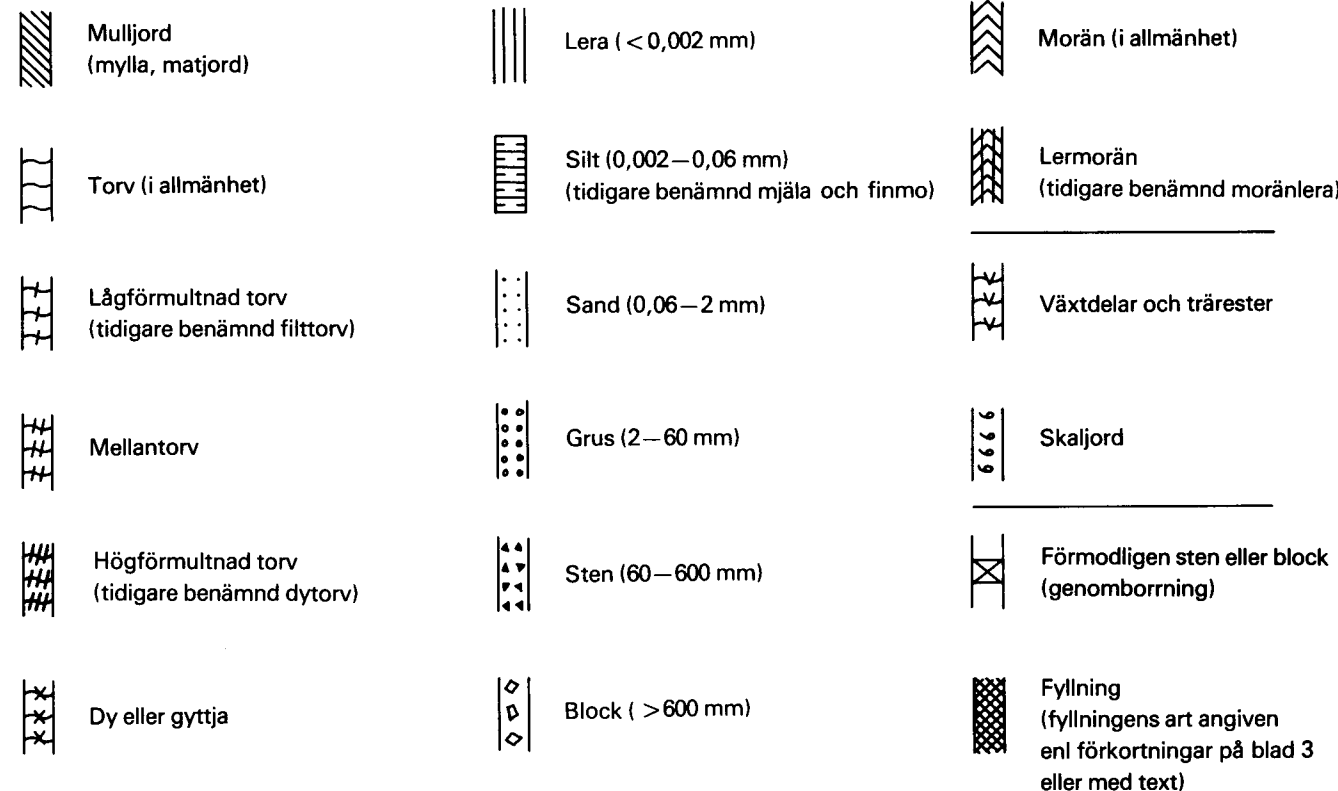 Mulljord
(mylla, matjord)
Torv (i allmänhet)
Lågförmultnad torv
(tidigare benämnd filttorv)
Mellantorv
Högförmultnad torv
(tidigare benämnd dytorv)
Dy eller gyttja
Lera (<0,002 mm)
Silt (0,002–0,06 mm)
(tidigare benämnd mjäla och finmo)
Sand (0,06–2 mm)
Grus (2–60 mm)
Sten (60–600 mm)
Block ( >600 mm)
Morän (i allmänhet)
Lermorän
(tidigare benämnd moränlera)
Växtdelar och trärester
Skaljord
Förmodligen sten eller block
(genomborrning)
Fyllning
(fyllningens art angiven
enl förkortningar på blad 3
eller med text)